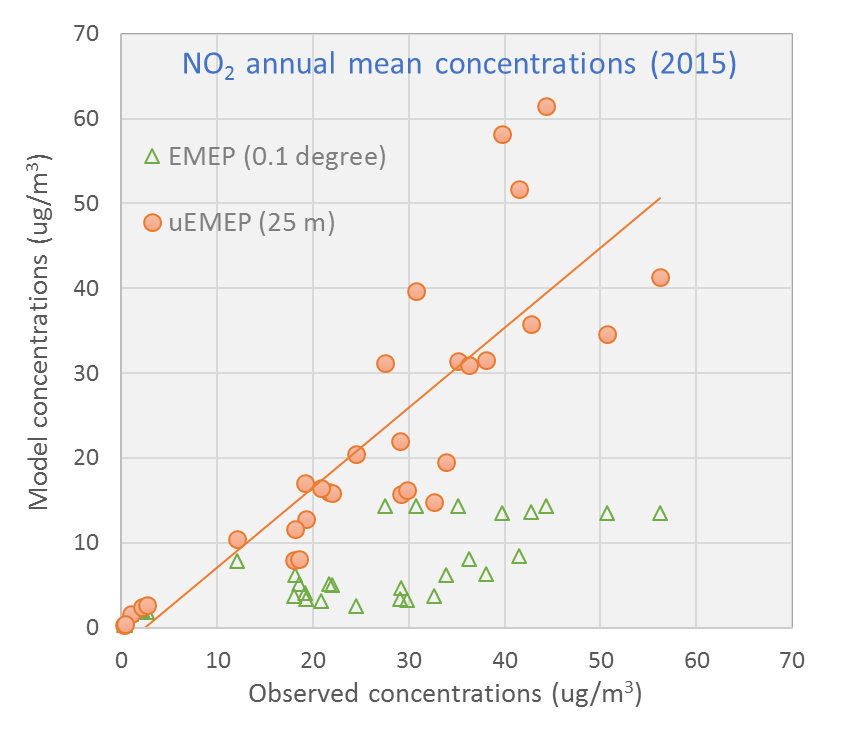 NO₂ annual mean concentrations (2015)
EMEP (0.1 degree)
uEMEP (25 m)
Model concentrations (ug/m³)
70
60
50
40
30
20
10
0
0 10 20 30 40 50 60 70
Observed concentrations (ug/m³)